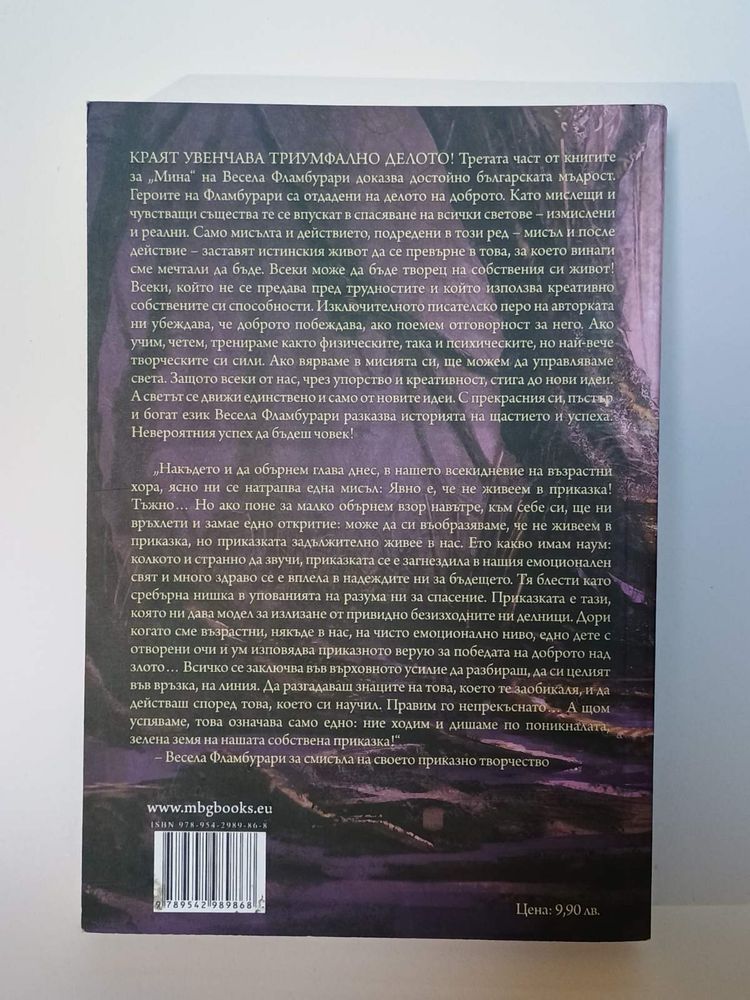 КРАЯТ УВЕНЧАВА ТРИУМФАЛНО ДЕЛОТО! Третата част от книгите
за „Мина“ на Весела Фламбурари доказва достойно българската мъдрост.
Героите на Фламбурари са отдадени на делото на доброто. Като мислещи и
чувстващи същества те се впускат в спасяване на всички светове – измислени
и реални. Само мисълта и действието, подредени в този ред – мисъл и после
действие – заставят истинския живот да се превърне в това, за което винаги
сме мечтали да бъде. Всеки може да бъде творец на собствения си живот!
Всеки, който не се предава пред трудностите и който използва креативно
собствените си способности. Изключителното писателско перо на авторката
ни убеждава, че доброто побеждава, ако поемем отговорност за него. Ако
учим, четем, тренираме както физическите, така и психическите, но най-вече
творческите си сили. Ако вярваме в мисията си, ще можем да управляваме
света. Защото всеки от нас, чрез упорство и креативност, стига до нови идеи.
А светът се движи единствено и само от новите идеи. С прекрасния си, пъстър
и богат език Весела Фламбурари разказва историята на щастието и успеха.
Невероятния успех да бъдеш човек!
„Накъдето и да обърнем глава днес, в нашето всекидневие на възрастни
хора, ясно ни се натрапва една мисъл: Явно е, че не живеем в приказка!
Тъжно… Но ако поне за малко обърнем взор навътре, към себе си, ще ни
връхлети и замае едно откритие: може да си въобразяваме, че не живеем в
приказка, но приказката задължително живее в нас. Ето какво имам наум:
колкото и странно да звучи, приказката се е загнездила в нашия емоционален
свят и много здраво се е вплела в надеждите ни за бъдещето. Тя блести като
сребърна нишка в упованията на разума ни за спасение. Приказката е тази,
която ни дава модел за излизане от привидно безизходните ни делници. Дори
когато сме възрастни, някъде в нас, на чисто емоционално ниво, едно дете с
отворени очи и ум изповядва приказното верую за победата на доброто над
злото… Всичко се заключва във върховното усилие да разбираш, да си целият
във връзка, на линия. Да разгадаваш знаците на това, което те заобикаля, и да
действаш според това, което си научил. Правим го непрекъснато… А щом
успяваме, това означава само едно: ние ходим и дишаме по поникналата,
зелена земя на нашата собствена приказка!“
– Весела Фламбурари за смисъла на своето приказно творчество
www.mbgbooks.eu
ISBN 978-954-2989-86-8
9 789542 989868
Цена: 9,90 лв.